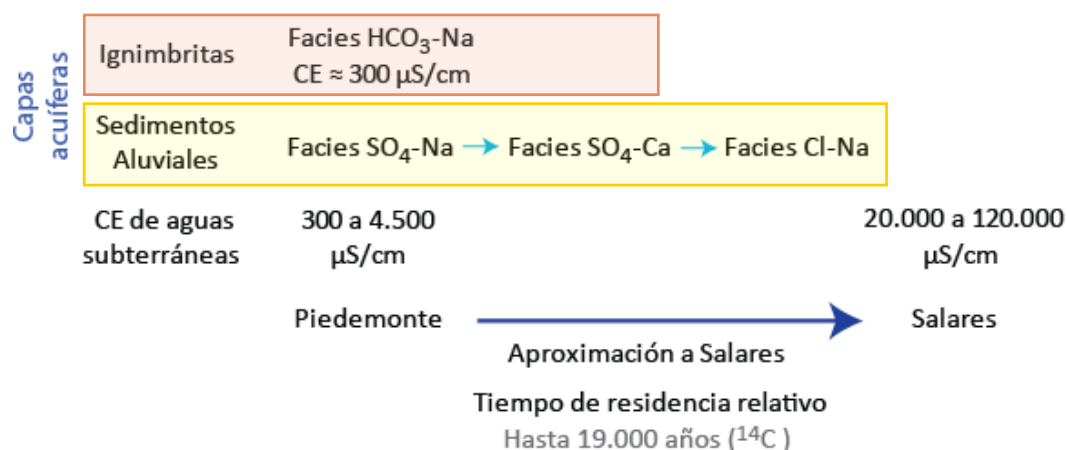 Capas
acuíferas
Ignimbritas
Facies HCO₃-Na
CE ≈ 300 µS/cm
Sedimentos
Aluviales
Facies SO₄-Na → Facies SO₄-Ca → Facies Cl-Na
CE de aguas
subterráneas
300 a 4.500
µS/cm
20.000 a 120.000
µS/cm
Piedemonte
Salares
Aproximación a Salares
Tiempo de residencia relativo
Hasta 19.000 años (¹⁴C )